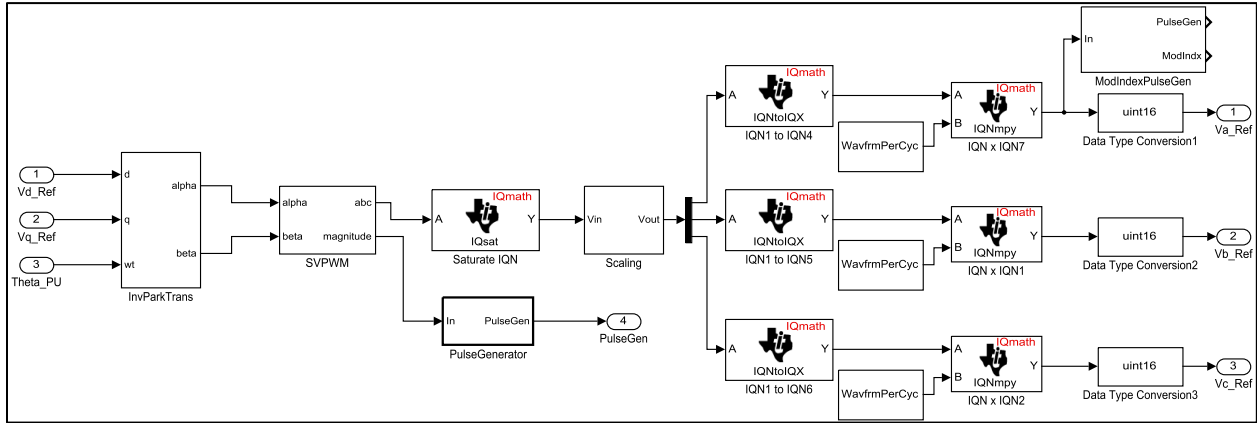 1
Vd_Ref
2
Vq_Ref
3
Theta_PU
d
q
wt
alpha
beta
InvParkTrans
alpha
beta
abc
magnitude
SVPWM
IQmath
A
Y
IQsat
Saturate IQN
In
PulseGen
PulseGenerator
4
PulseGen
Vin
Vout
Scaling
IQmath
A
Y
IQNtoIQX
IQN1 to IQN4
WavfrmPerCyc
IQmath
A
B
Y
IQNmpy
IQN x IQN7
In
PulseGen
ModIndx
ModIndexPulseGen
uint16
Data Type Conversion1
1
Va_Ref
IQmath
A
Y
IQNtoIQX
IQN1 to IQN5
WavfrmPerCyc
IQmath
A
B
Y
IQNmpy
IQN x IQN1
uint16
Data Type Conversion2
2
Vb_Ref
IQmath
A
Y
IQNtoIQX
IQN1 to IQN6
WavfrmPerCyc
IQmath
A
B
Y
IQNmpy
IQN x IQN2
uint16
Data Type Conversion3
3
Vc_Ref